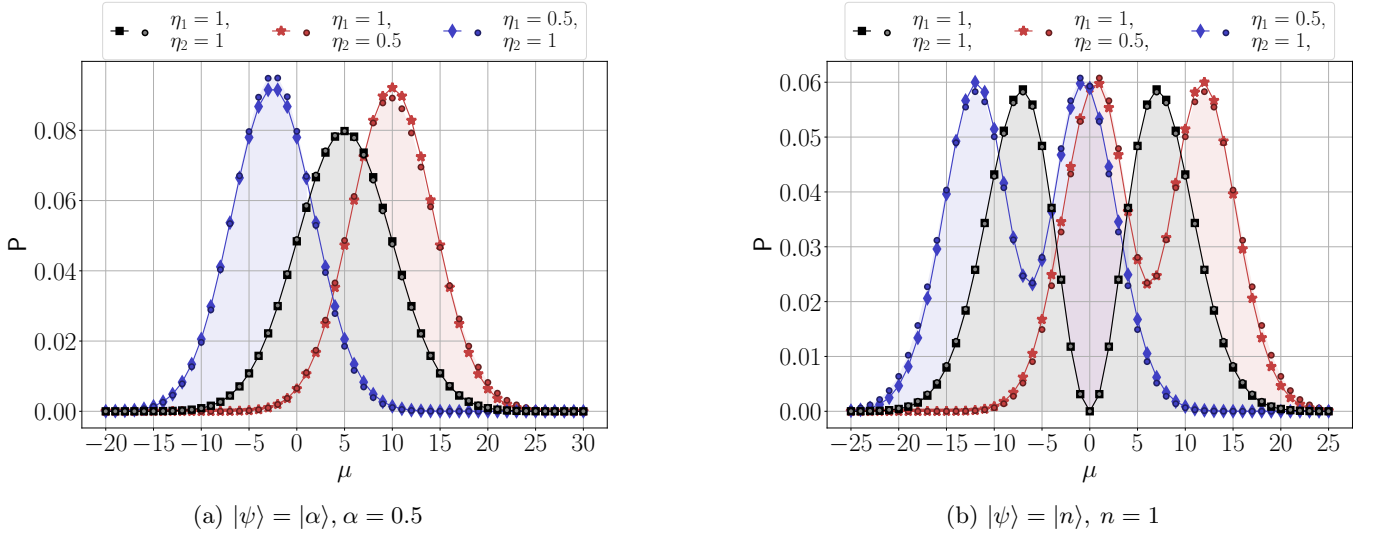 η₁ = 1, η₁ = 1, η₁ = 0.5,
η₂ = 1 η₂ = 0.5 η₂ = 1
P
0.08
0.06
0.04
0.02
0.00
−20 −15 −10 −5 0 5 10 15 20 25 30
μ
(a) |ψ⟩ = |α⟩, α = 0.5
η₁ = 1, η₁ = 1, η₁ = 0.5,
η₂ = 1, η₂ = 0.5, η₂ = 1,
P
0.06
0.05
0.04
0.03
0.02
0.01
0.00
−25 −20 −15 −10 −5 0 5 10 15 20 25
μ
(b) |ψ⟩ = |n⟩, n = 1